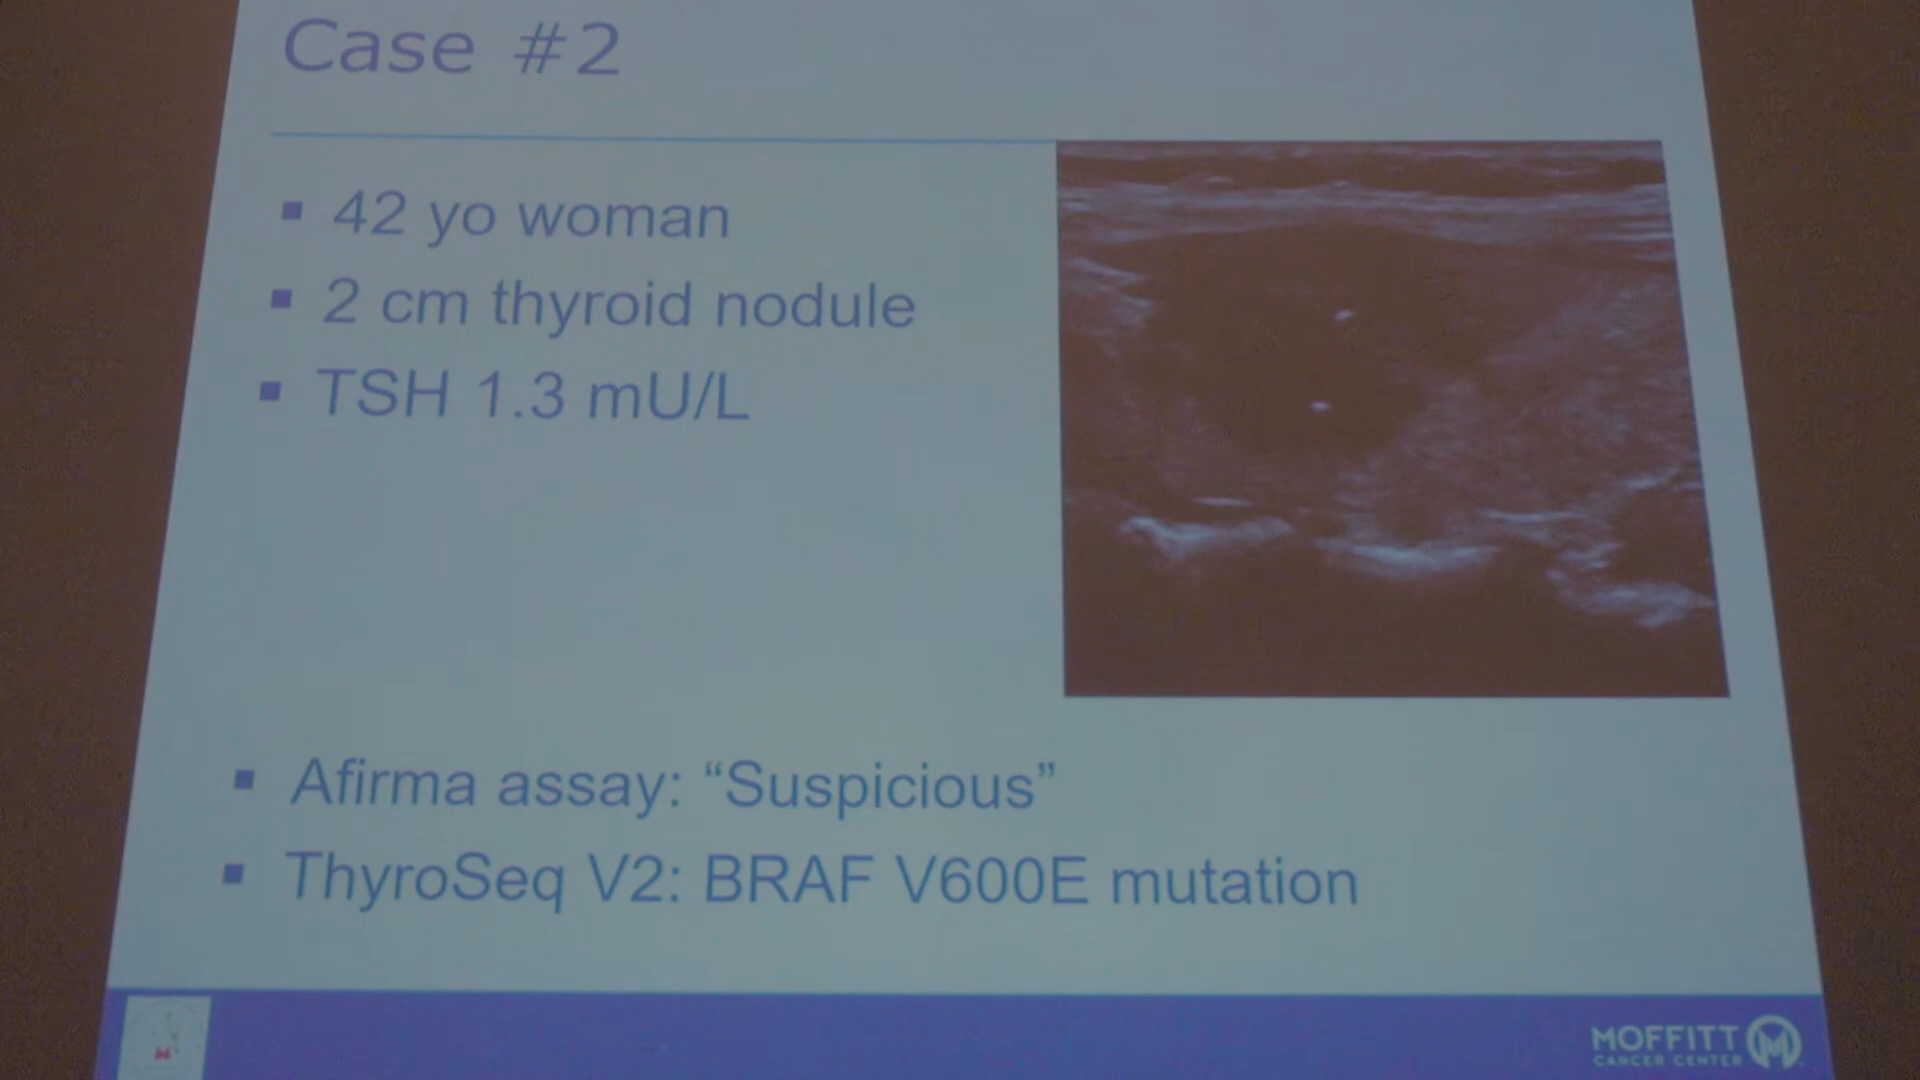 Case #2
42 yo woman
2 cm thyroid nodule
TSH 1.3 mU/L
Afirma assay: “Suspicious”
ThyroSeq V2: BRAF V600E mutation
MOFFITT
CANCER CENTER